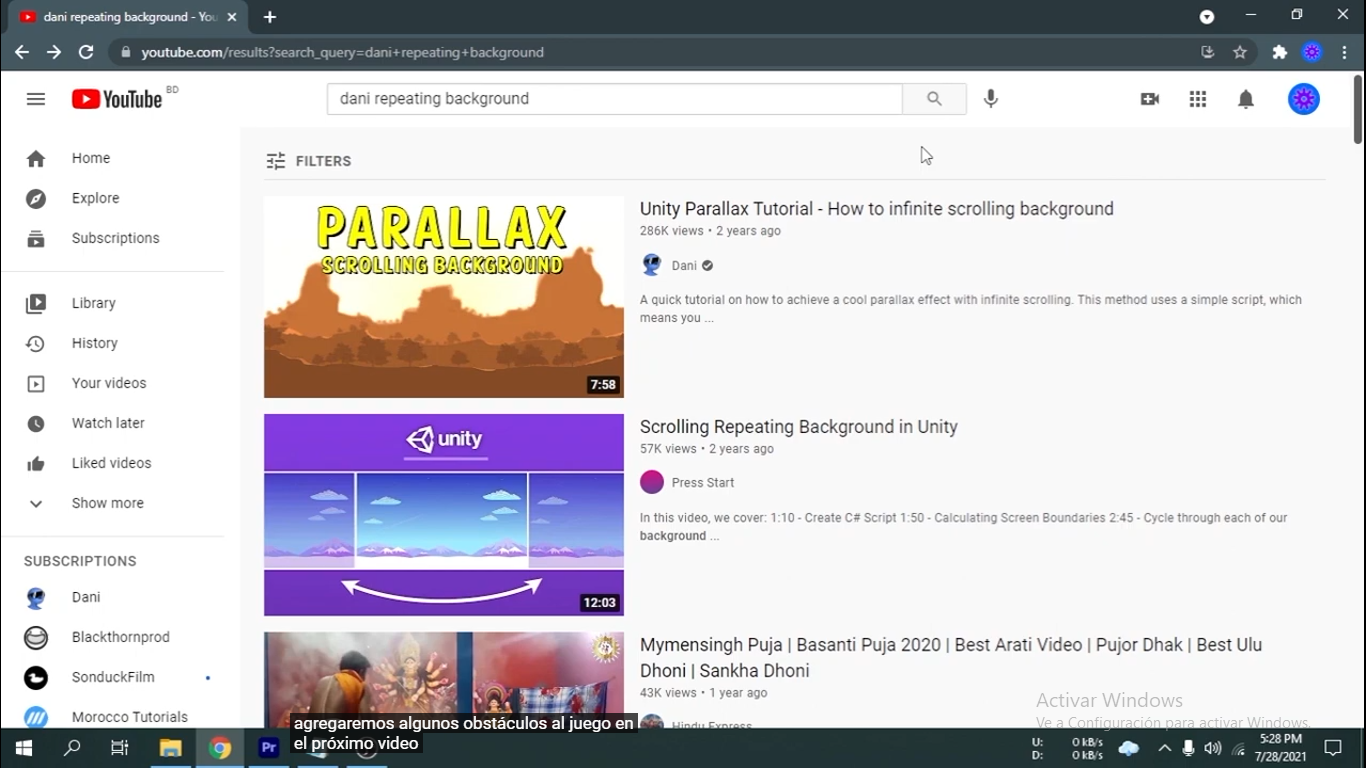 dani repeating background - You
youtube.com/results?search_query=dani+repeating+background
YouTube BD
dani repeating background
Home
Explore
Subscriptions
Library
History
Your videos
Watch later
Liked videos
Show more
SUBSCRIPTIONS
Dani
Blackthornprod
SonduckFilm
Morocco Tutorials
FILTERS
PARALLAX
SCROLLING BACKGROUND
7:58
Unity Parallax Tutorial - How to infinite scrolling background
286K views • 2 years ago
Dani
A quick tutorial on how to achieve a cool parallax effect with infinite scrolling. This method uses a simple script, which
means you ...
unity
12:03
Scrolling Repeating Background in Unity
57K views • 2 years ago
Press Start
In this video, we cover: 1:10 - Create C# Script 1:50 - Calculating Screen Boundaries 2:45 - Cycle through each of our
background ...
Mymensingh Puja | Basanti Puja 2020 | Best Arati Video | Pujor Dhak | Best Ulu
Dhoni | Sankha Dhoni
43K views • 1 year ago
Hindu Express
Activar Windows
Ve a Configuración para activar Windows.
agregaremos algunos obstáculos al juego en
el próximo video
Pr
U: 0 kB/s
D: 0 kB/s
5:28 PM
7/28/2021